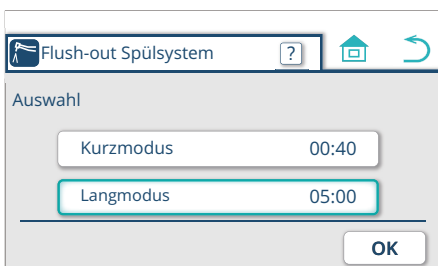 Flush-out Spülsystem ?
Auswahl
Kurzmodus 00:40
Langmodus 05:00
OK